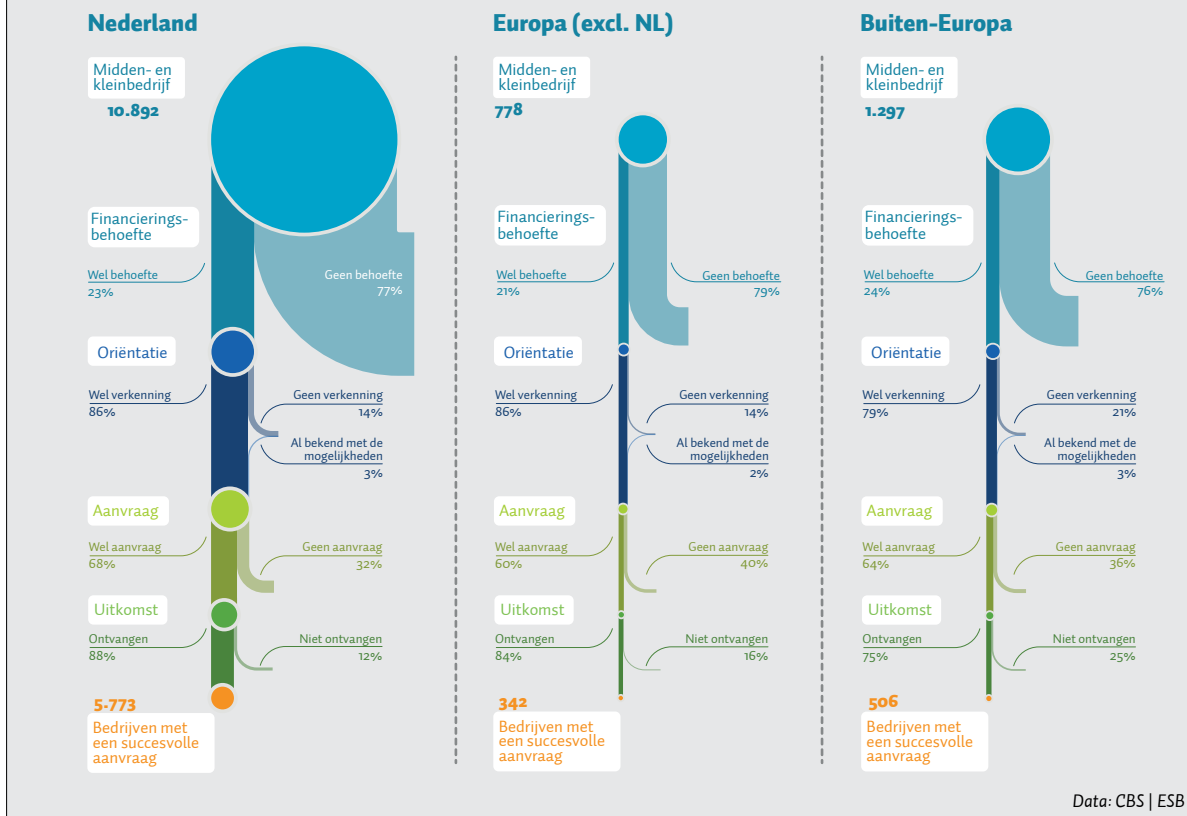 Nederland
Midden- en
kleinbedrijf
10.892
Financierings-
behoefte
Wel behoefte
23%
Geen behoefte
77%
Oriëntatie
Wel verkenning
86%
Geen verkenning
14%
Al bekend met de
mogelijkheden
3%
Aanvraag
Wel aanvraag
68%
Geen aanvraag
32%
Uitkomst
Ontvangen
88%
Niet ontvangen
12%
5.773
Bedrijven met
een succesvolle
aanvraag
Europa (excl. NL)
Midden- en
kleinbedrijf
778
Financierings-
behoefte
Wel behoefte
21%
Geen behoefte
79%
Oriëntatie
Wel verkenning
86%
Geen verkenning
14%
Al bekend met de
mogelijkheden
2%
Aanvraag
Wel aanvraag
60%
Geen aanvraag
40%
Uitkomst
Ontvangen
84%
Niet ontvangen
16%
342
Bedrijven met
een succesvolle
aanvraag
Buiten-Europa
Midden- en
kleinbedrijf
1.297
Financierings-
behoefte
Wel behoefte
24%
Geen behoefte
76%
Oriëntatie
Wel verkenning
79%
Geen verkenning
21%
Al bekend met de
mogelijkheden
3%
Aanvraag
Wel aanvraag
64%
Geen aanvraag
36%
Uitkomst
Ontvangen
75%
Niet ontvangen
25%
506
Bedrijven met
een succesvolle
aanvraag
Data: CBS | ESB